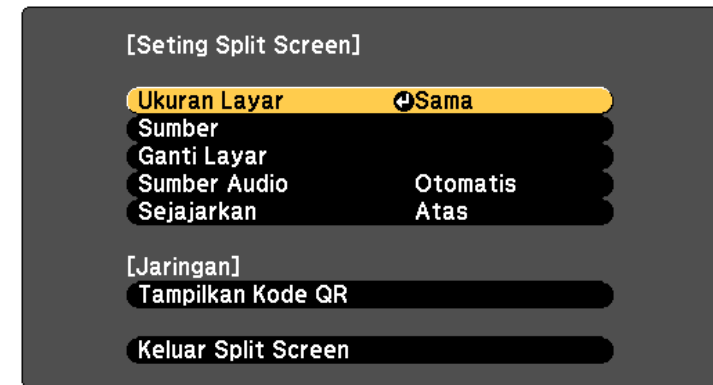 [Seting Split Screen]
Ukuran Layar Sama
Sumber
Ganti Layar
Sumber Audio Otomatis
Sejajarkan Atas
[Jaringan]
Tampilkan Kode QR
Keluar Split Screen